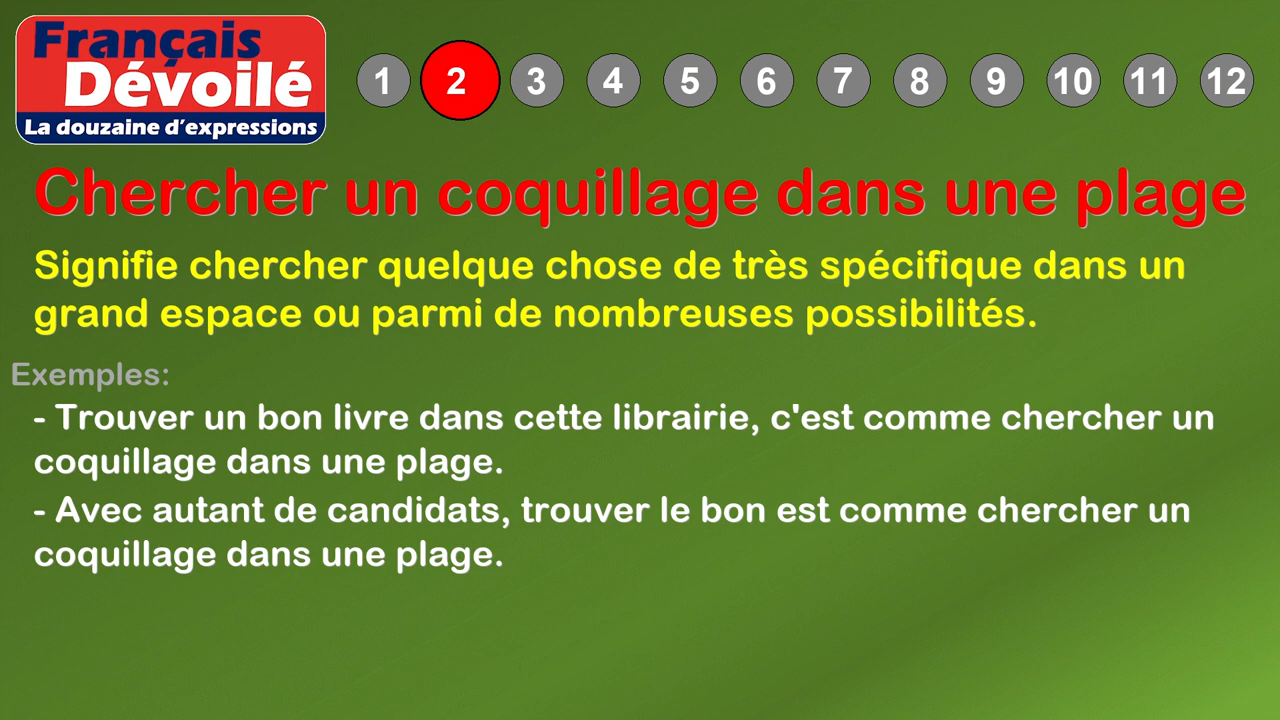 Français
Dévoilé
La douzaine d'expressions
1 2 3 4 5 6 7 8 9 10 11 12
Chercher un coquillage dans une plage
Signifie chercher quelque chose de très spécifique dans un
grand espace ou parmi de nombreuses possibilités.
Exemples:
- Trouver un bon livre dans cette librairie, c'est comme chercher un
coquillage dans une plage.
- Avec autant de candidats, trouver le bon est comme chercher un
coquillage dans une plage.